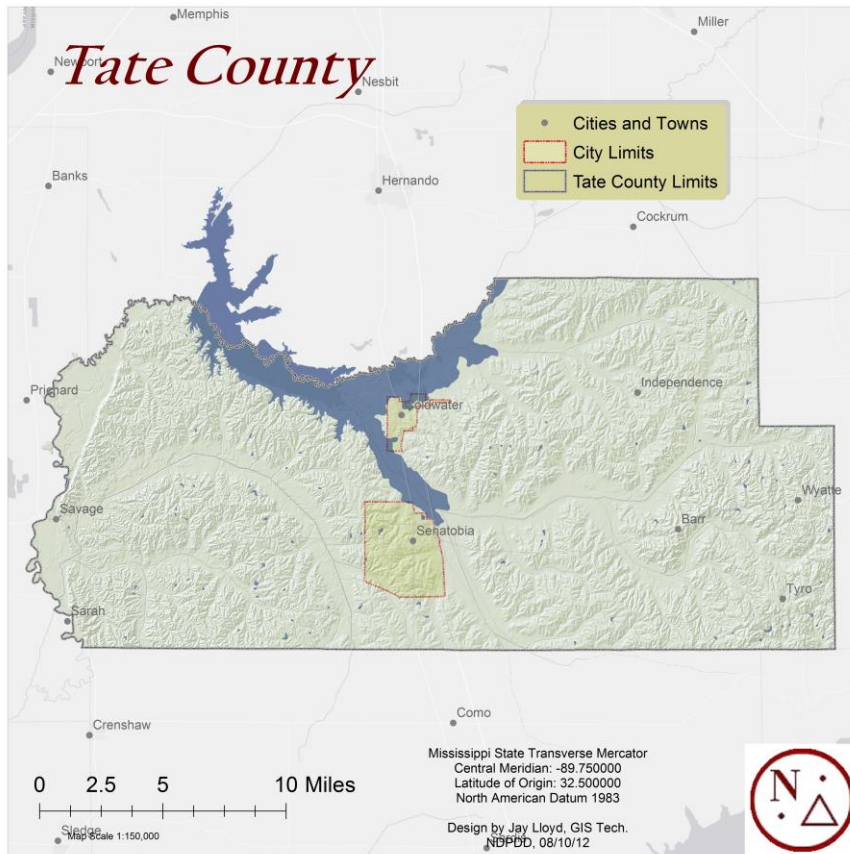 Memphis
Miller
Tate County
Newport
Nesbit
Cities and Towns
City Limits
Tate County Limits
Banks
Hernando
Cockrum
Independence
Prichard
Coldwater
Savage
Wyatte
Barr
Senatobia
Tyro
Sarah
Como
Crenshaw
Mississippi State Transverse Mercator
Central Meridian: -89.750000
Latitude of Origin: 32.500000
North American Datum 1983
0 2.5 5 10 Miles
N
Design by Jay Lloyd, GIS Tech.
NDPDD, 08/10/12
Sledge
Map Scale 1:150,000
Sardis